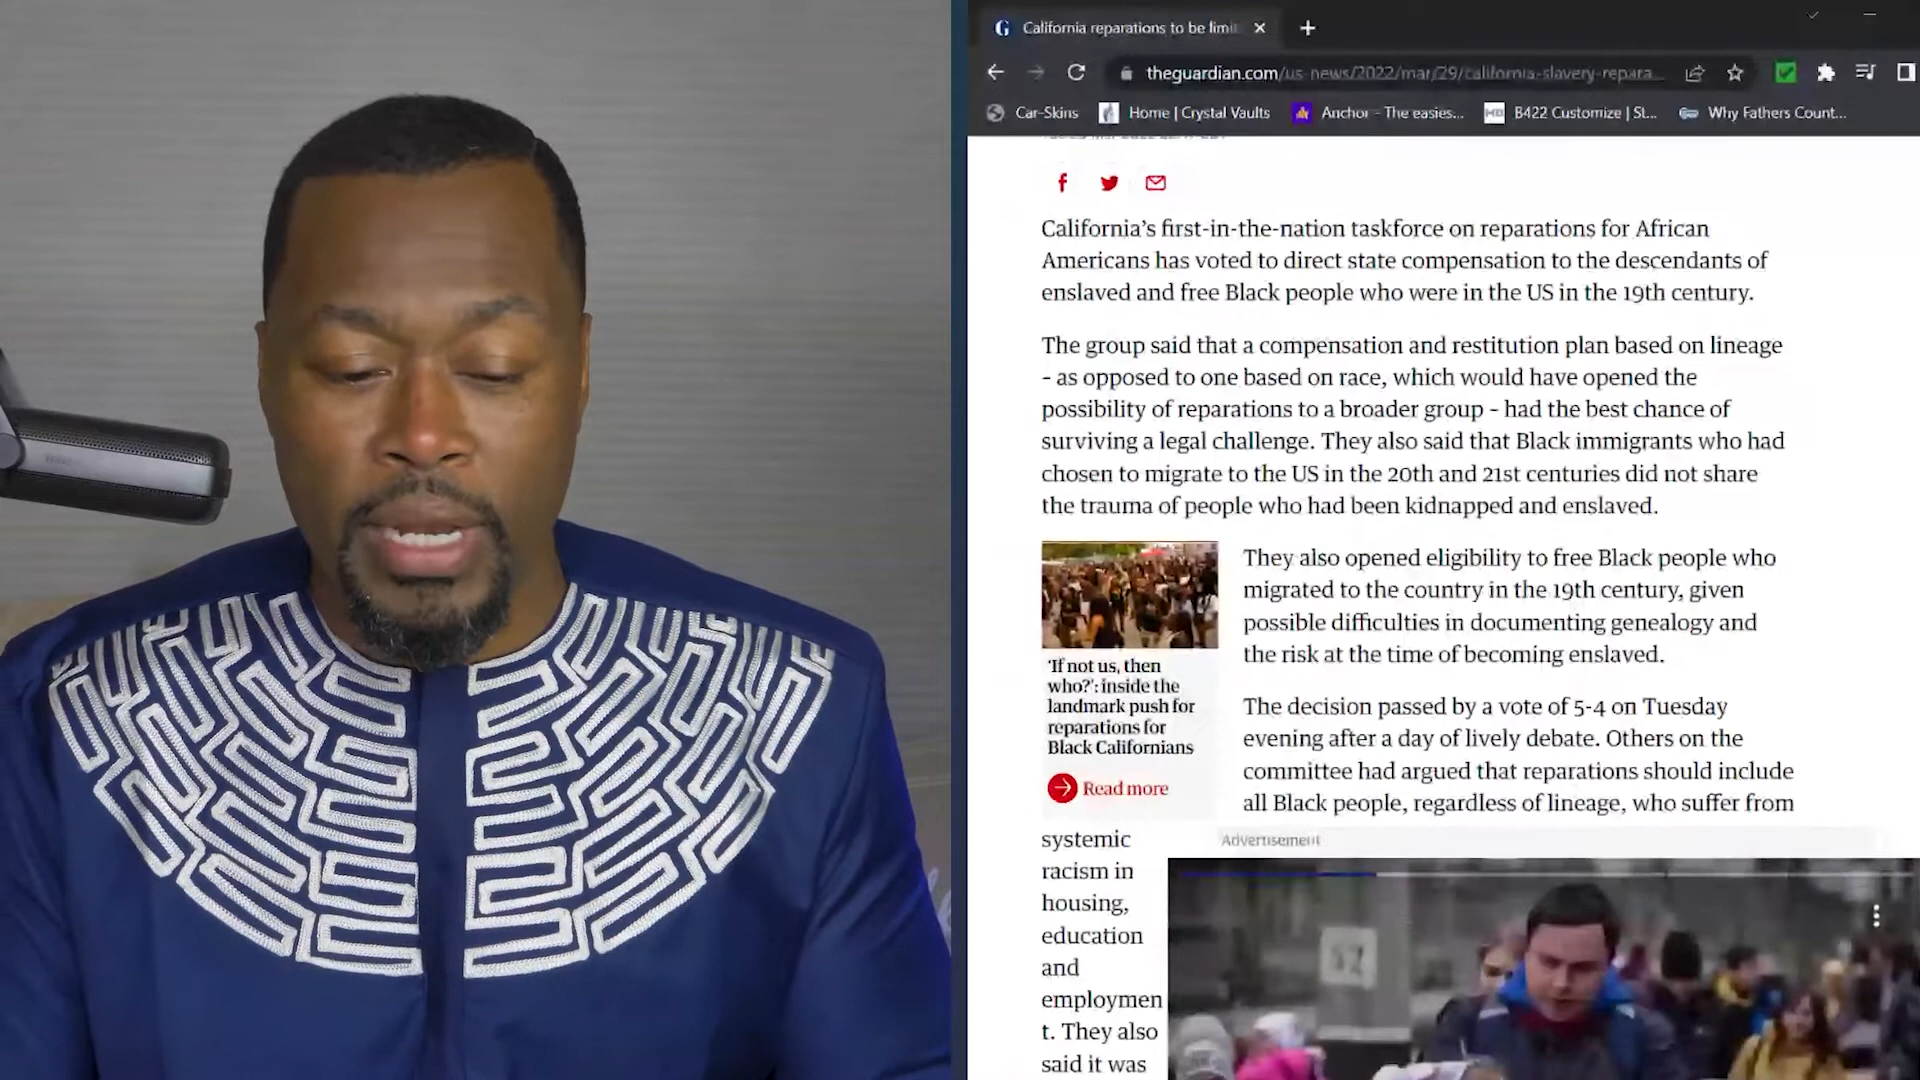 California reparations to be limi
theguardian.com/us-news/2022/mar/29/california-slavery-repara...
Car-Skins
Home | Crystal Vaults
Anchor - The easies...
B422 Customize | St...
Why Fathers Count...
California's first-in-the-nation taskforce on reparations for African
Americans has voted to direct state compensation to the descendants of
enslaved and free Black people who were in the US in the 19th century.
The group said that a compensation and restitution plan based on lineage
– as opposed to one based on race, which would have opened the
possibility of reparations to a broader group – had the best chance of
surviving a legal challenge. They also said that Black immigrants who had
chosen to migrate to the US in the 20th and 21st centuries did not share
the trauma of people who had been kidnapped and enslaved.
'If not us, then
who?': inside the
landmark push for
reparations for
Black Californians
Read more
They also opened eligibility to free Black people who
migrated to the country in the 19th century, given
possible difficulties in documenting genealogy and
the risk at the time of becoming enslaved.
The decision passed by a vote of 5-4 on Tuesday
evening after a day of lively debate. Others on the
committee had argued that reparations should include
all Black people, regardless of lineage, who suffer from
systemic
racism in
housing,
education
and
employmen
t. They also
said it was
Advertisement
52